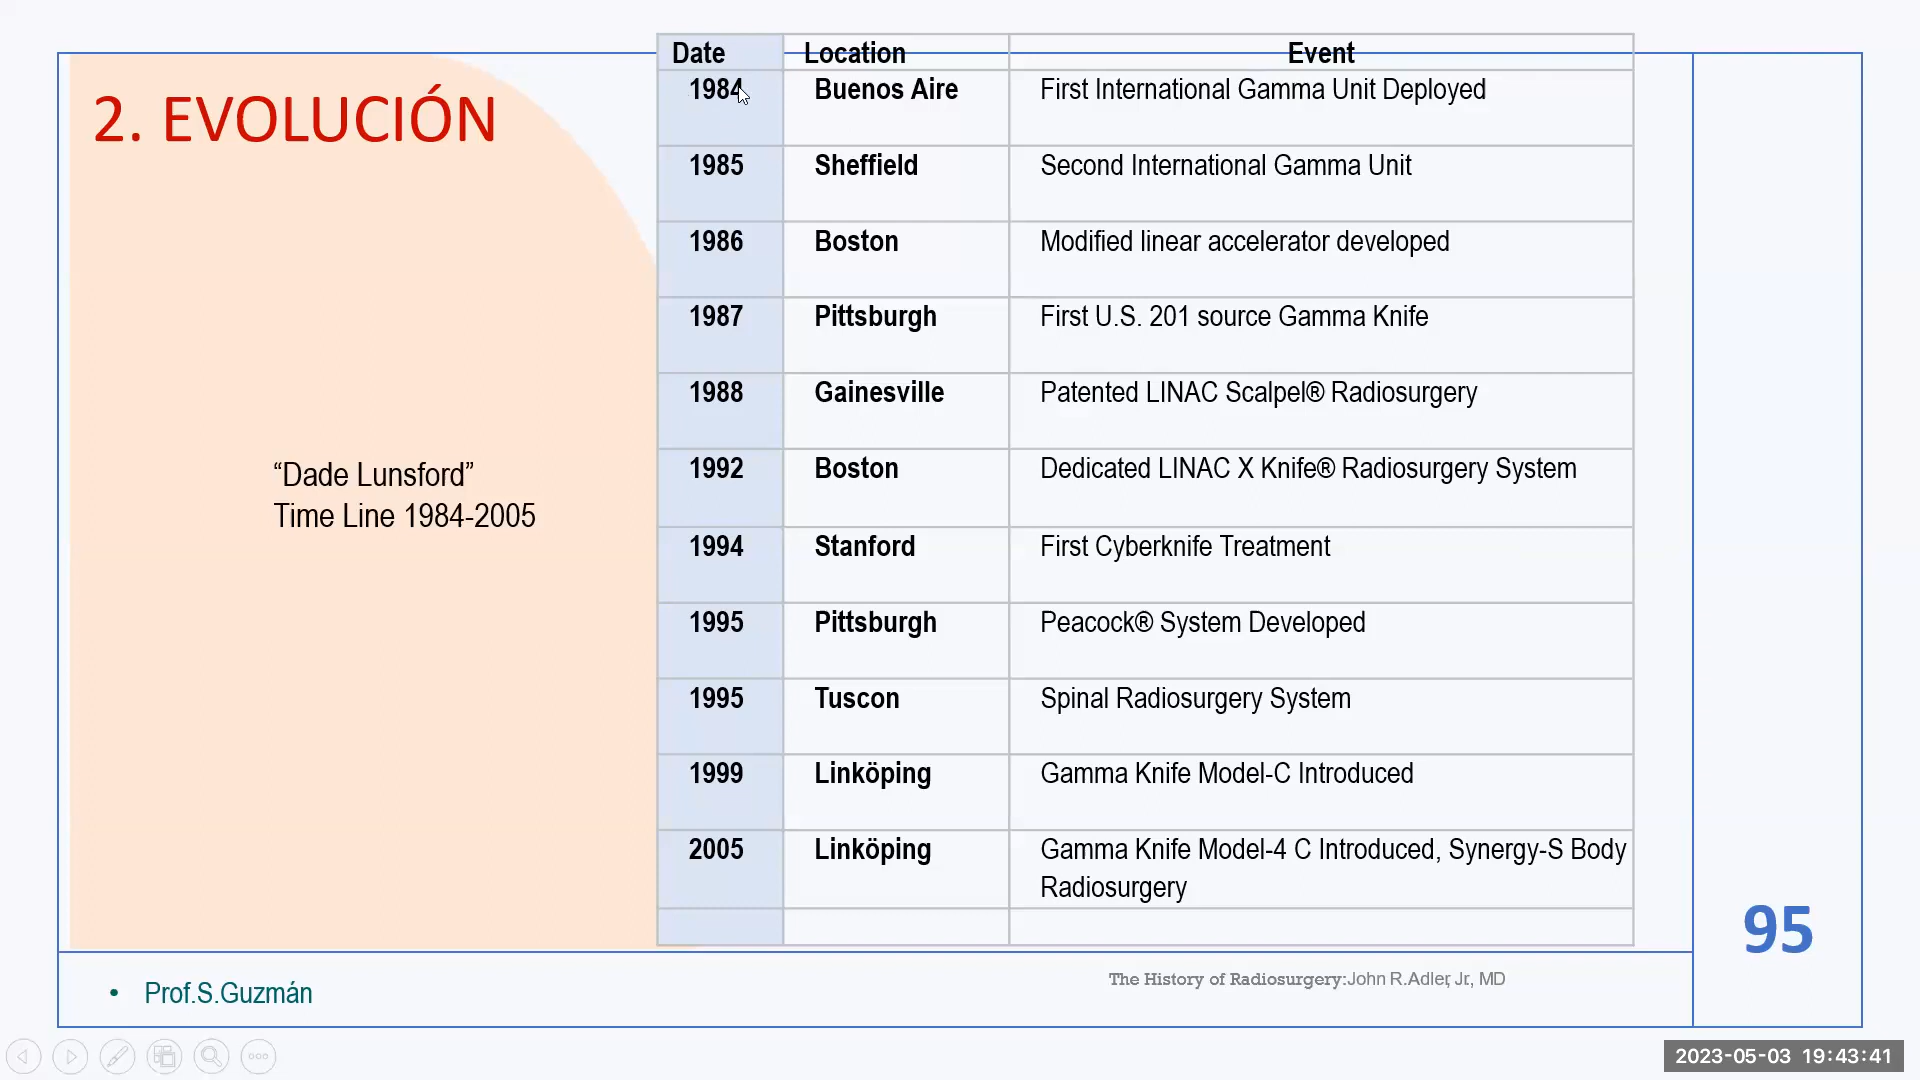 2. EVOLUCIÓN
“Dade Lunsford”
Time Line 1984-2005
Date Location Event
1984 Buenos Aire First International Gamma Unit Deployed
1985 Sheffield Second International Gamma Unit
1986 Boston Modified linear accelerator developed
1987 Pittsburgh First U.S. 201 source Gamma Knife
1988 Gainesville Patented LINAC Scalpel® Radiosurgery
1992 Boston Dedicated LINAC X Knife® Radiosurgery System
1994 Stanford First Cyberknife Treatment
1995 Pittsburgh Peacock® System Developed
1995 Tuscon Spinal Radiosurgery System
1999 Linköping Gamma Knife Model-C Introduced
2005 Linköping Gamma Knife Model-4 C Introduced, Synergy-S Body
Radiosurgery
95
• Prof.S.Guzmán
The History of Radiosurgery:John R.Adler, Jr., MD
2023-05-03 19:43:41